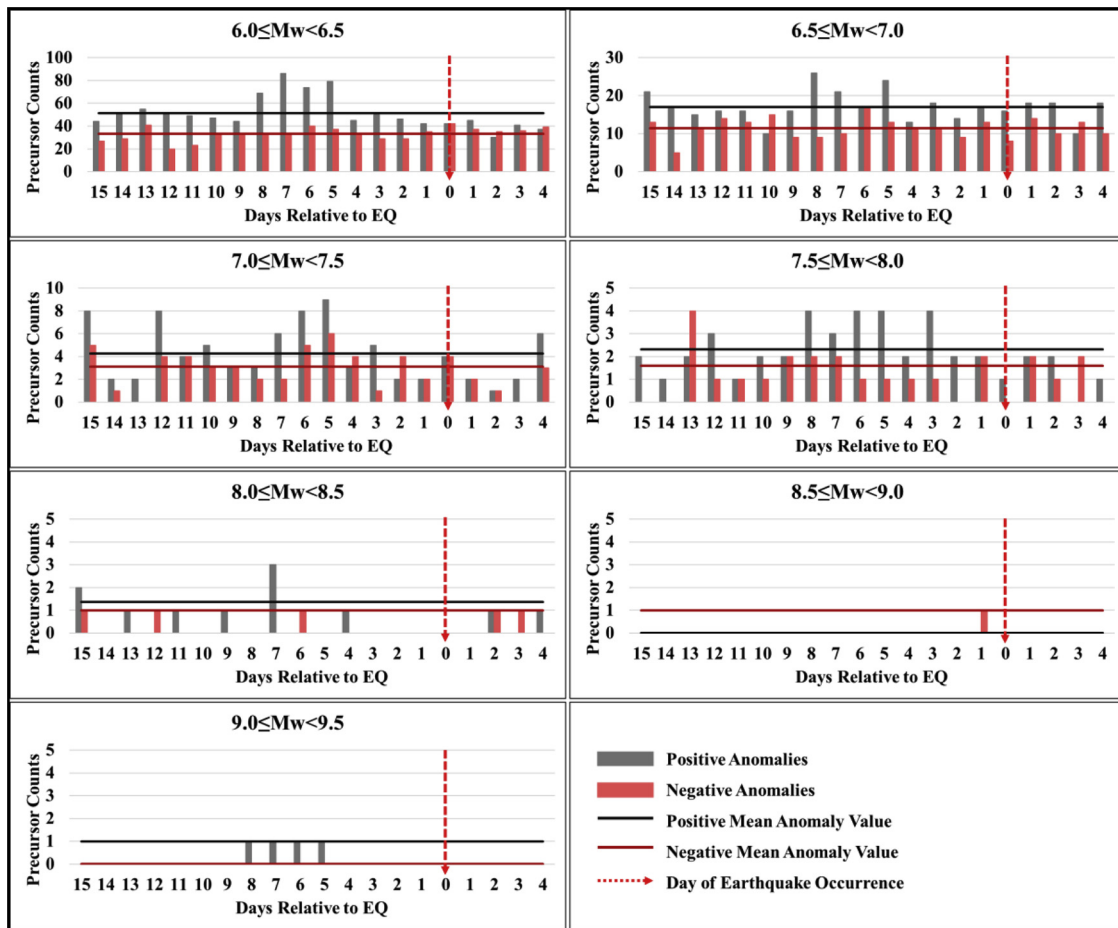 6.0≤Mw<6.5
Precursor Counts
100
80
60
40
20
0
15 14 13 12 11 10 9 8 7 6 5 4 3 2 1 0 1 2 3 4
Days Relative to EQ
6.5≤Mw<7.0
Precursor Counts
30
20
10
0
15 14 13 12 11 10 9 8 7 6 5 4 3 2 1 0 1 2 3 4
Days Relative to EQ
7.0≤Mw<7.5
Precursor Counts
10
8
6
4
2
0
15 14 13 12 11 10 9 8 7 6 5 4 3 2 1 0 1 2 3 4
Days Relative to EQ
7.5≤Mw<8.0
Precursor Counts
5
4
3
2
1
0
15 14 13 12 11 10 9 8 7 6 5 4 3 2 1 0 1 2 3 4
Days Relative to EQ
8.0≤Mw<8.5
Precursor Counts
5
4
3
2
1
0
15 14 13 12 11 10 9 8 7 6 5 4 3 2 1 0 1 2 3 4
Days Relative to EQ
8.5≤Mw<9.0
Precursor Counts
5
4
3
2
1
0
15 14 13 12 11 10 9 8 7 6 5 4 3 2 1 0 1 2 3 4
Days Relative to EQ
9.0≤Mw<9.5
Precursor Counts
5
4
3
2
1
0
15 14 13 12 11 10 9 8 7 6 5 4 3 2 1 0 1 2 3 4
Days Relative to EQ
Positive Anomalies
Negative Anomalies
Positive Mean Anomaly Value
Negative Mean Anomaly Value
Day of Earthquake Occurrence